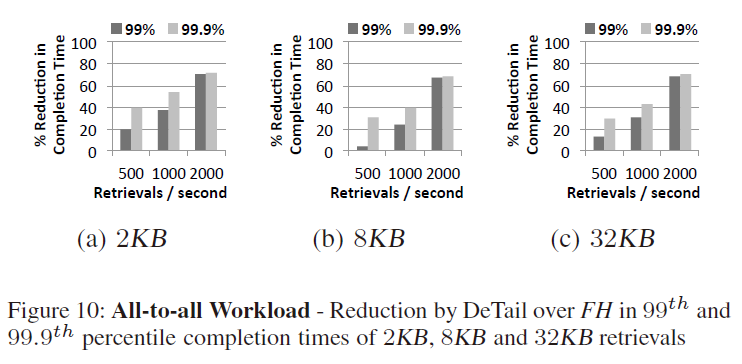 99% 99.9%
% Reduction in
Completion Time
100
80
60
40
20
0
500 1000 2000
Retrievals / second
(a) 2KB
99% 99.9%
% Reduction in
Completion Time
100
80
60
40
20
0
500 1000 2000
Retrievals / second
(b) 8KB
99% 99.9%
% Reduction in
Completion Time
100
80
60
40
20
0
500 1000 2000
Retrievals / second
(c) 32KB
Figure 10: All-to-all Workload - Reduction by DeTail over FH in 99th and
99.9th percentile completion times of 2KB, 8KB and 32KB retrievals